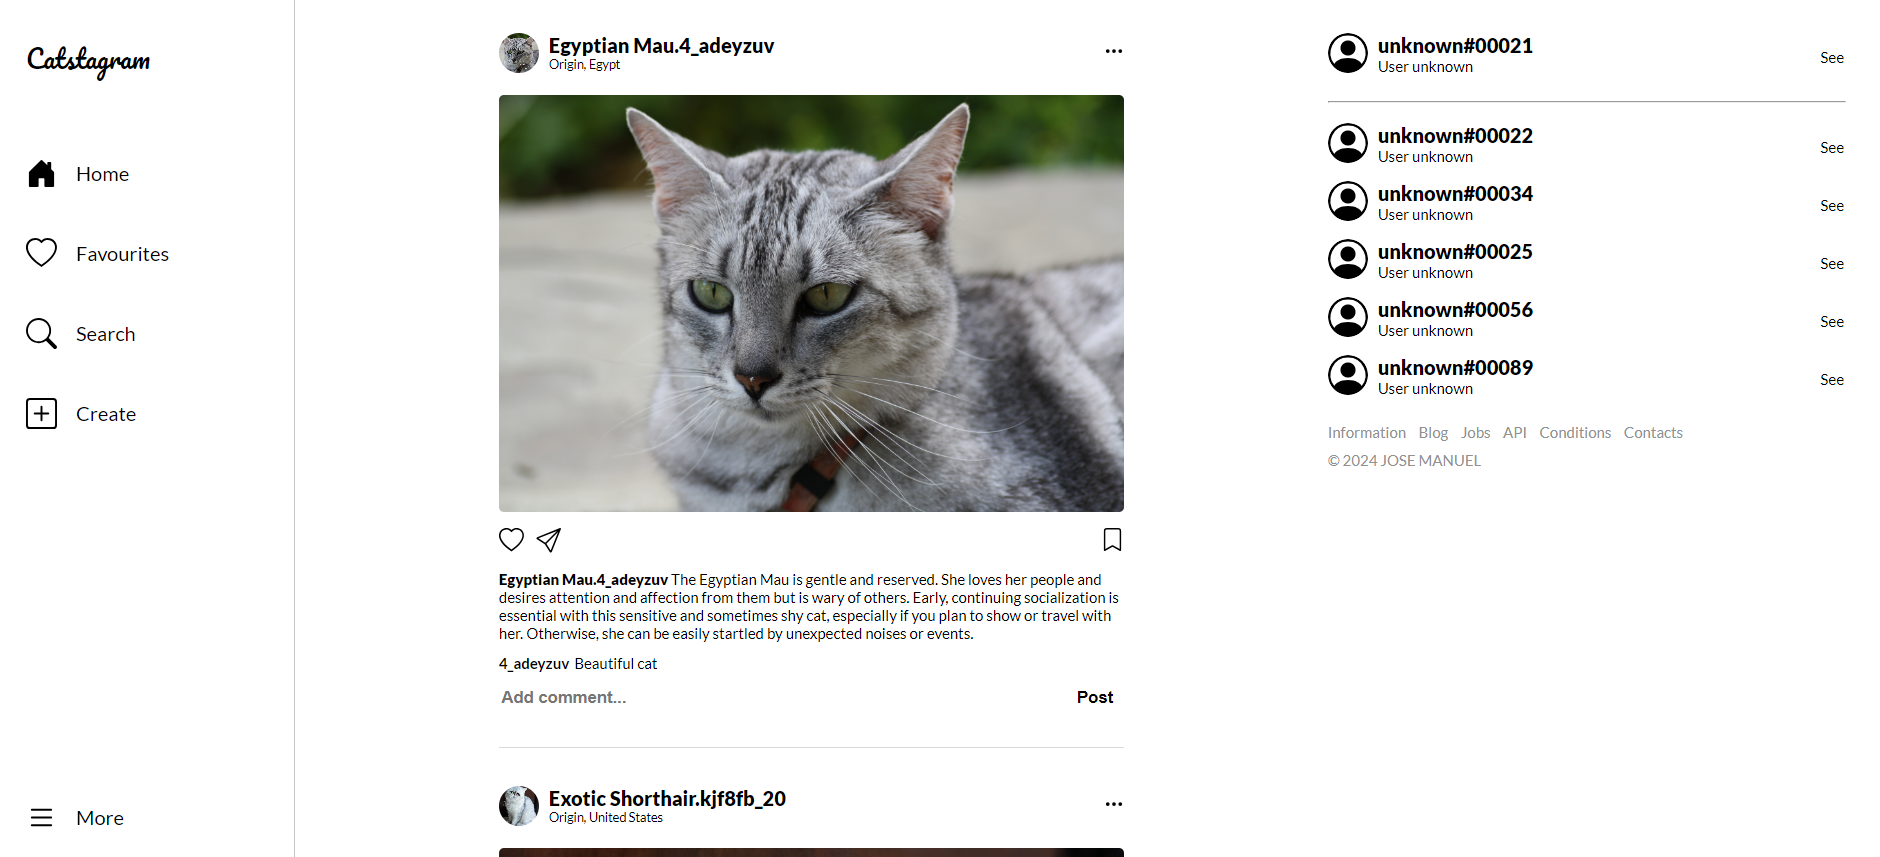 Catstagram
Home
Favourites
Search
Create
More
Egyptian Mau.4_adeyzuv
Origin, Egypt
Egyptian Mau.4_adeyzuv The Egyptian Mau is gentle and reserved. She loves her people and
desires attention and affection from them but is wary of others. Early, continuing socialization is
essential with this sensitive and sometimes shy cat, especially if you plan to show or travel with
her. Otherwise, she can be easily startled by unexpected noises or events.
4_adeyzuv Beautiful cat
Add comment...
Post
Exotic Shorthair.kjf8fb_20
Origin, United States
unknown#00021
User unknown
See
unknown#00022
User unknown
See
unknown#00034
User unknown
See
unknown#00025
User unknown
See
unknown#00056
User unknown
See
unknown#00089
User unknown
See
Information Blog Jobs API Conditions Contacts
© 2024 JOSE MANUEL